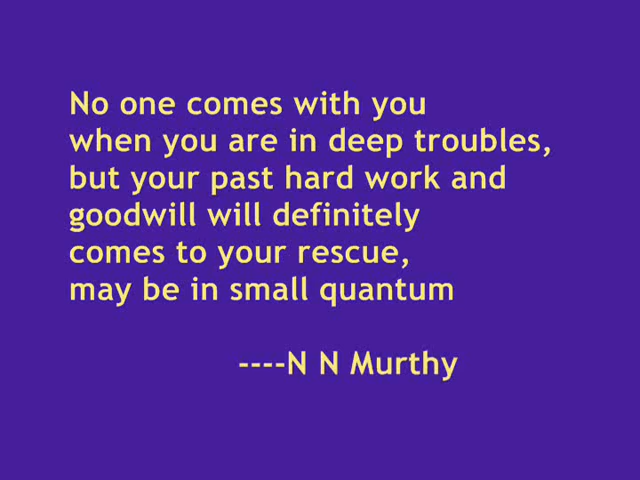 No one comes with you
when you are in deep troubles,
but your past hard work and
goodwill will definitely
comes to your rescue,
may be in small quantum
----N N Murthy